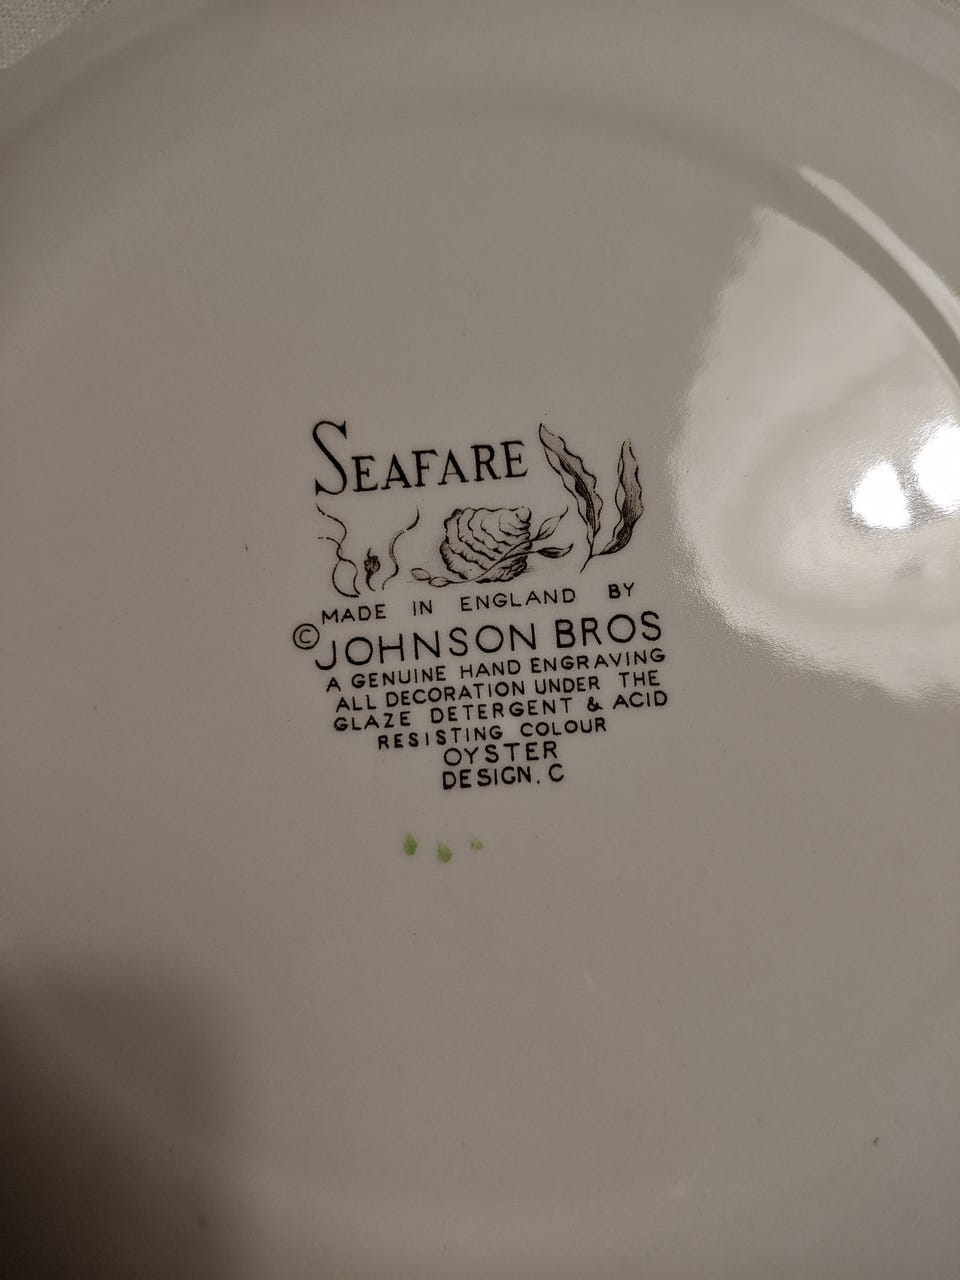 SEAFARE
MADE IN ENGLAND BY
© JOHNSON BROS
A GENUINE HAND ENGRAVING
ALL DECORATION UNDER THE
GLAZE DETERGENT & ACID
RESISTING COLOUR
OYSTER
DESIGN. C